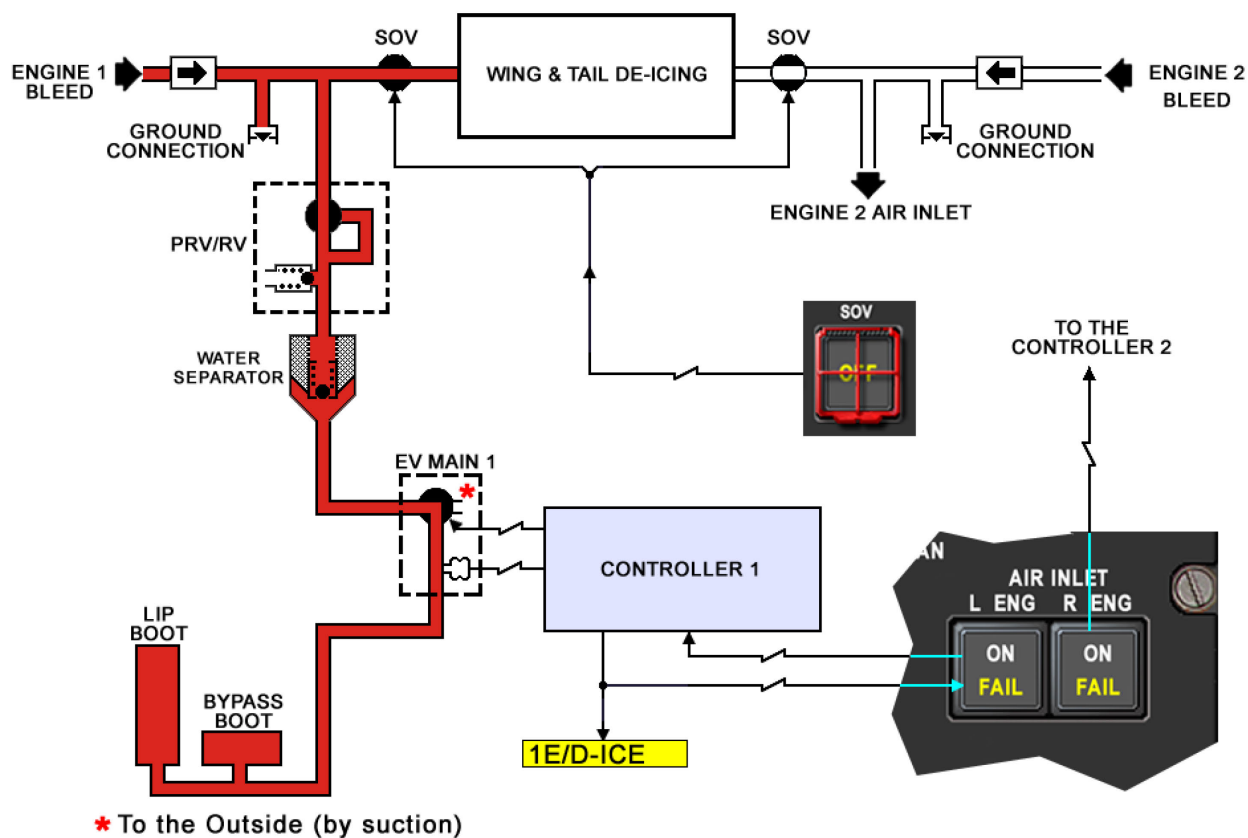 SOV
SOV
ENGINE 1
BLEED
WING & TAIL DE-ICING
ENGINE 2
BLEED
GROUND
CONNECTION
GROUND
CONNECTION
ENGINE 2 AIR INLET
PRV/RV
SOV
OFF
TO THE
CONTROLLER 2
WATER
SEPARATOR
EV MAIN 1
*
CONTROLLER 1
AN
AIR INLET
L ENG R ENG
ON
FAIL
ON
FAIL
LIP
BOOT
BYPASS
BOOT
1E/D-ICE
* To the Outside (by suction)